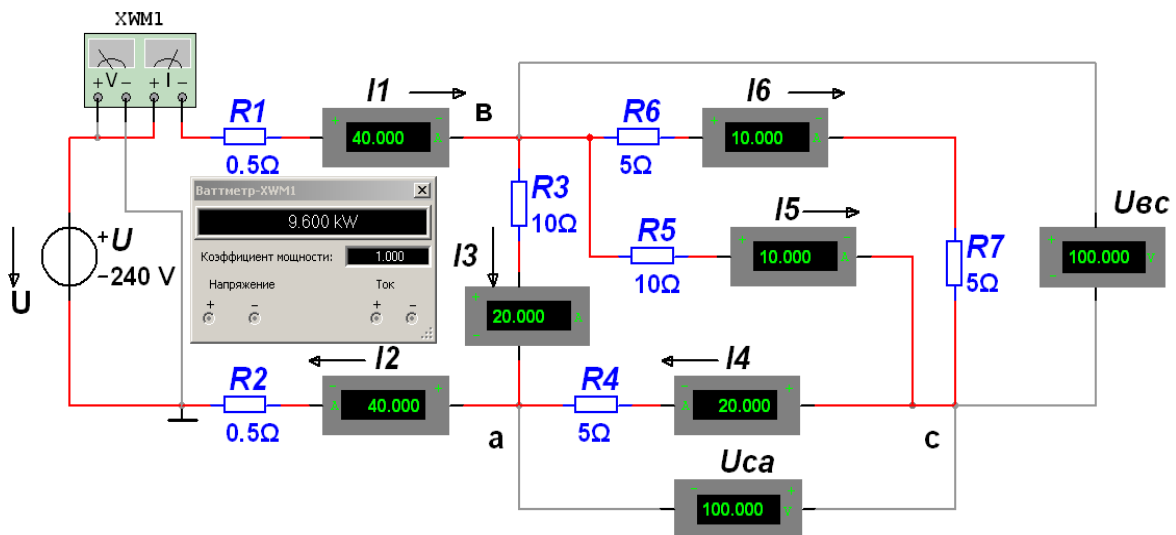 XWM1
+ V - + I -
R1
0.5Ω
I1
+ -
40.000 A
в
R6
5Ω
I6
+ -
10.000 A
Uвс
+
100.000 V
-
Ваттметр-XWM1
9.600 kW
Коэффициент мощности: 1.000
Напряжение Ток
+ - + -
R3
10Ω
I3
+
20.000 A
-
R5
10Ω
I5
+ -
10.000 A
R7
5Ω
+ U
-240 V
U
R2
0.5Ω
I2
- +
A 40.000
a
R4
5Ω
I4
- +
A 20.000
c
Uca
- +
100.000 V